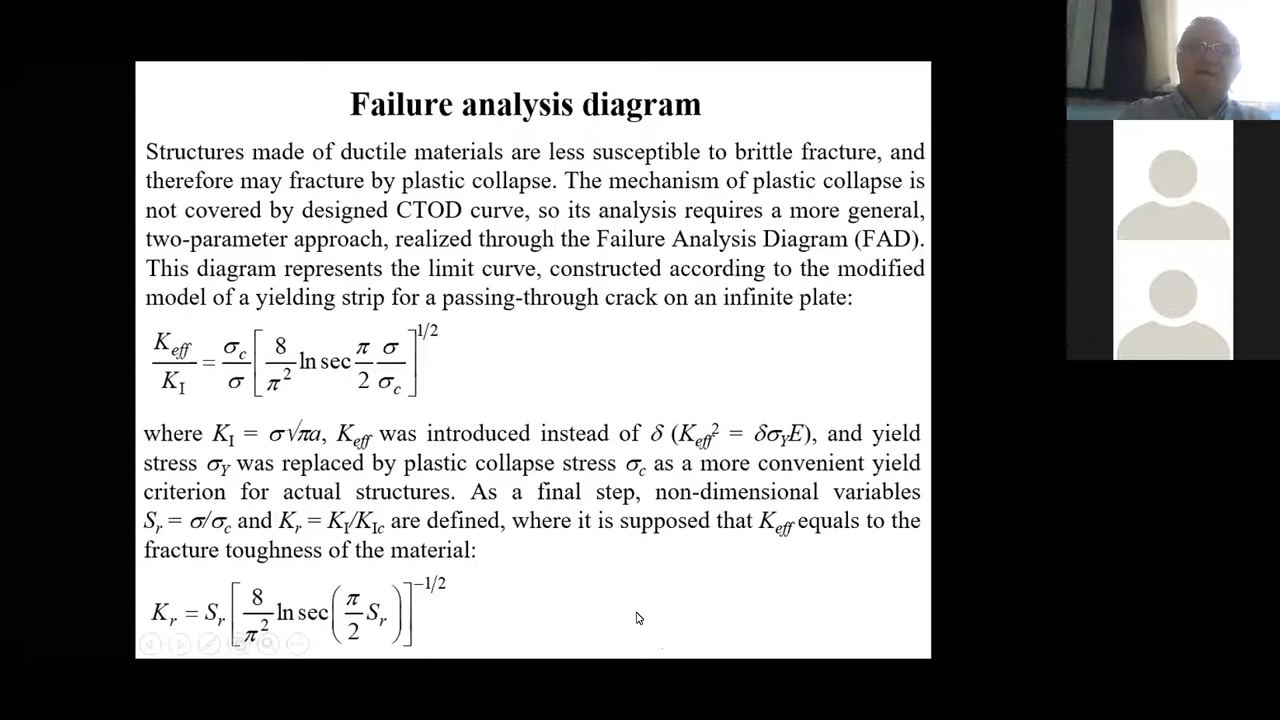 Failure analysis diagram
Structures made of ductile materials are less susceptible to brittle fracture, and
therefore may fracture by plastic collapse. The mechanism of plastic collapse is
not covered by designed CTOD curve, so its analysis requires a more general,
two-parameter approach, realized through the Failure Analysis Diagram (FAD).
This diagram represents the limit curve, constructed according to the modified
model of a yielding strip for a passing-through crack on an infinite plate:
K_eff/K_I = σ_c/σ [8/π² ln sec π/2 σ/σ_c]^1/2
where K_I = σ√πa, K_eff was introduced instead of δ (K_eff² = δσ_YE), and yield
stress σ_Y was replaced by plastic collapse stress σ_c as a more convenient yield
criterion for actual structures. As a final step, non-dimensional variables
S_r = σ/σ_c and K_r = K_I/K_Ic are defined, where it is supposed that K_eff equals to the
fracture toughness of the material:
K_r = S_r [8/π² ln sec (π/2 S_r)]^−1/2